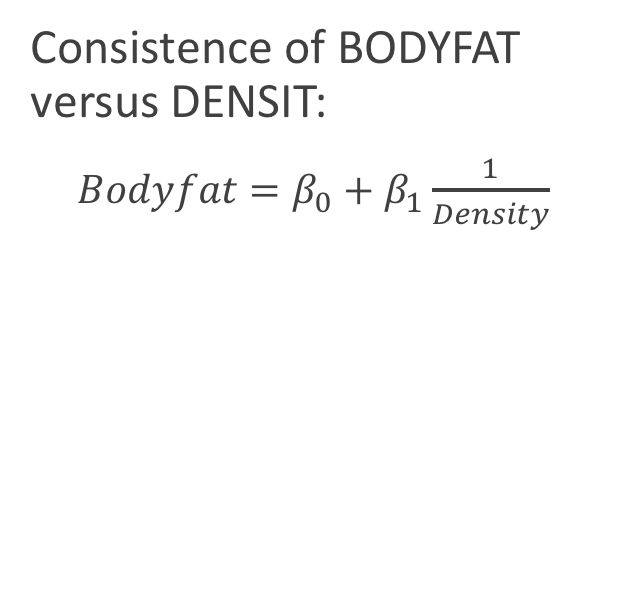 Consistence of BODYFAT
versus DENSIT:
Bodyfat = β₀ + β₁ 1/Density